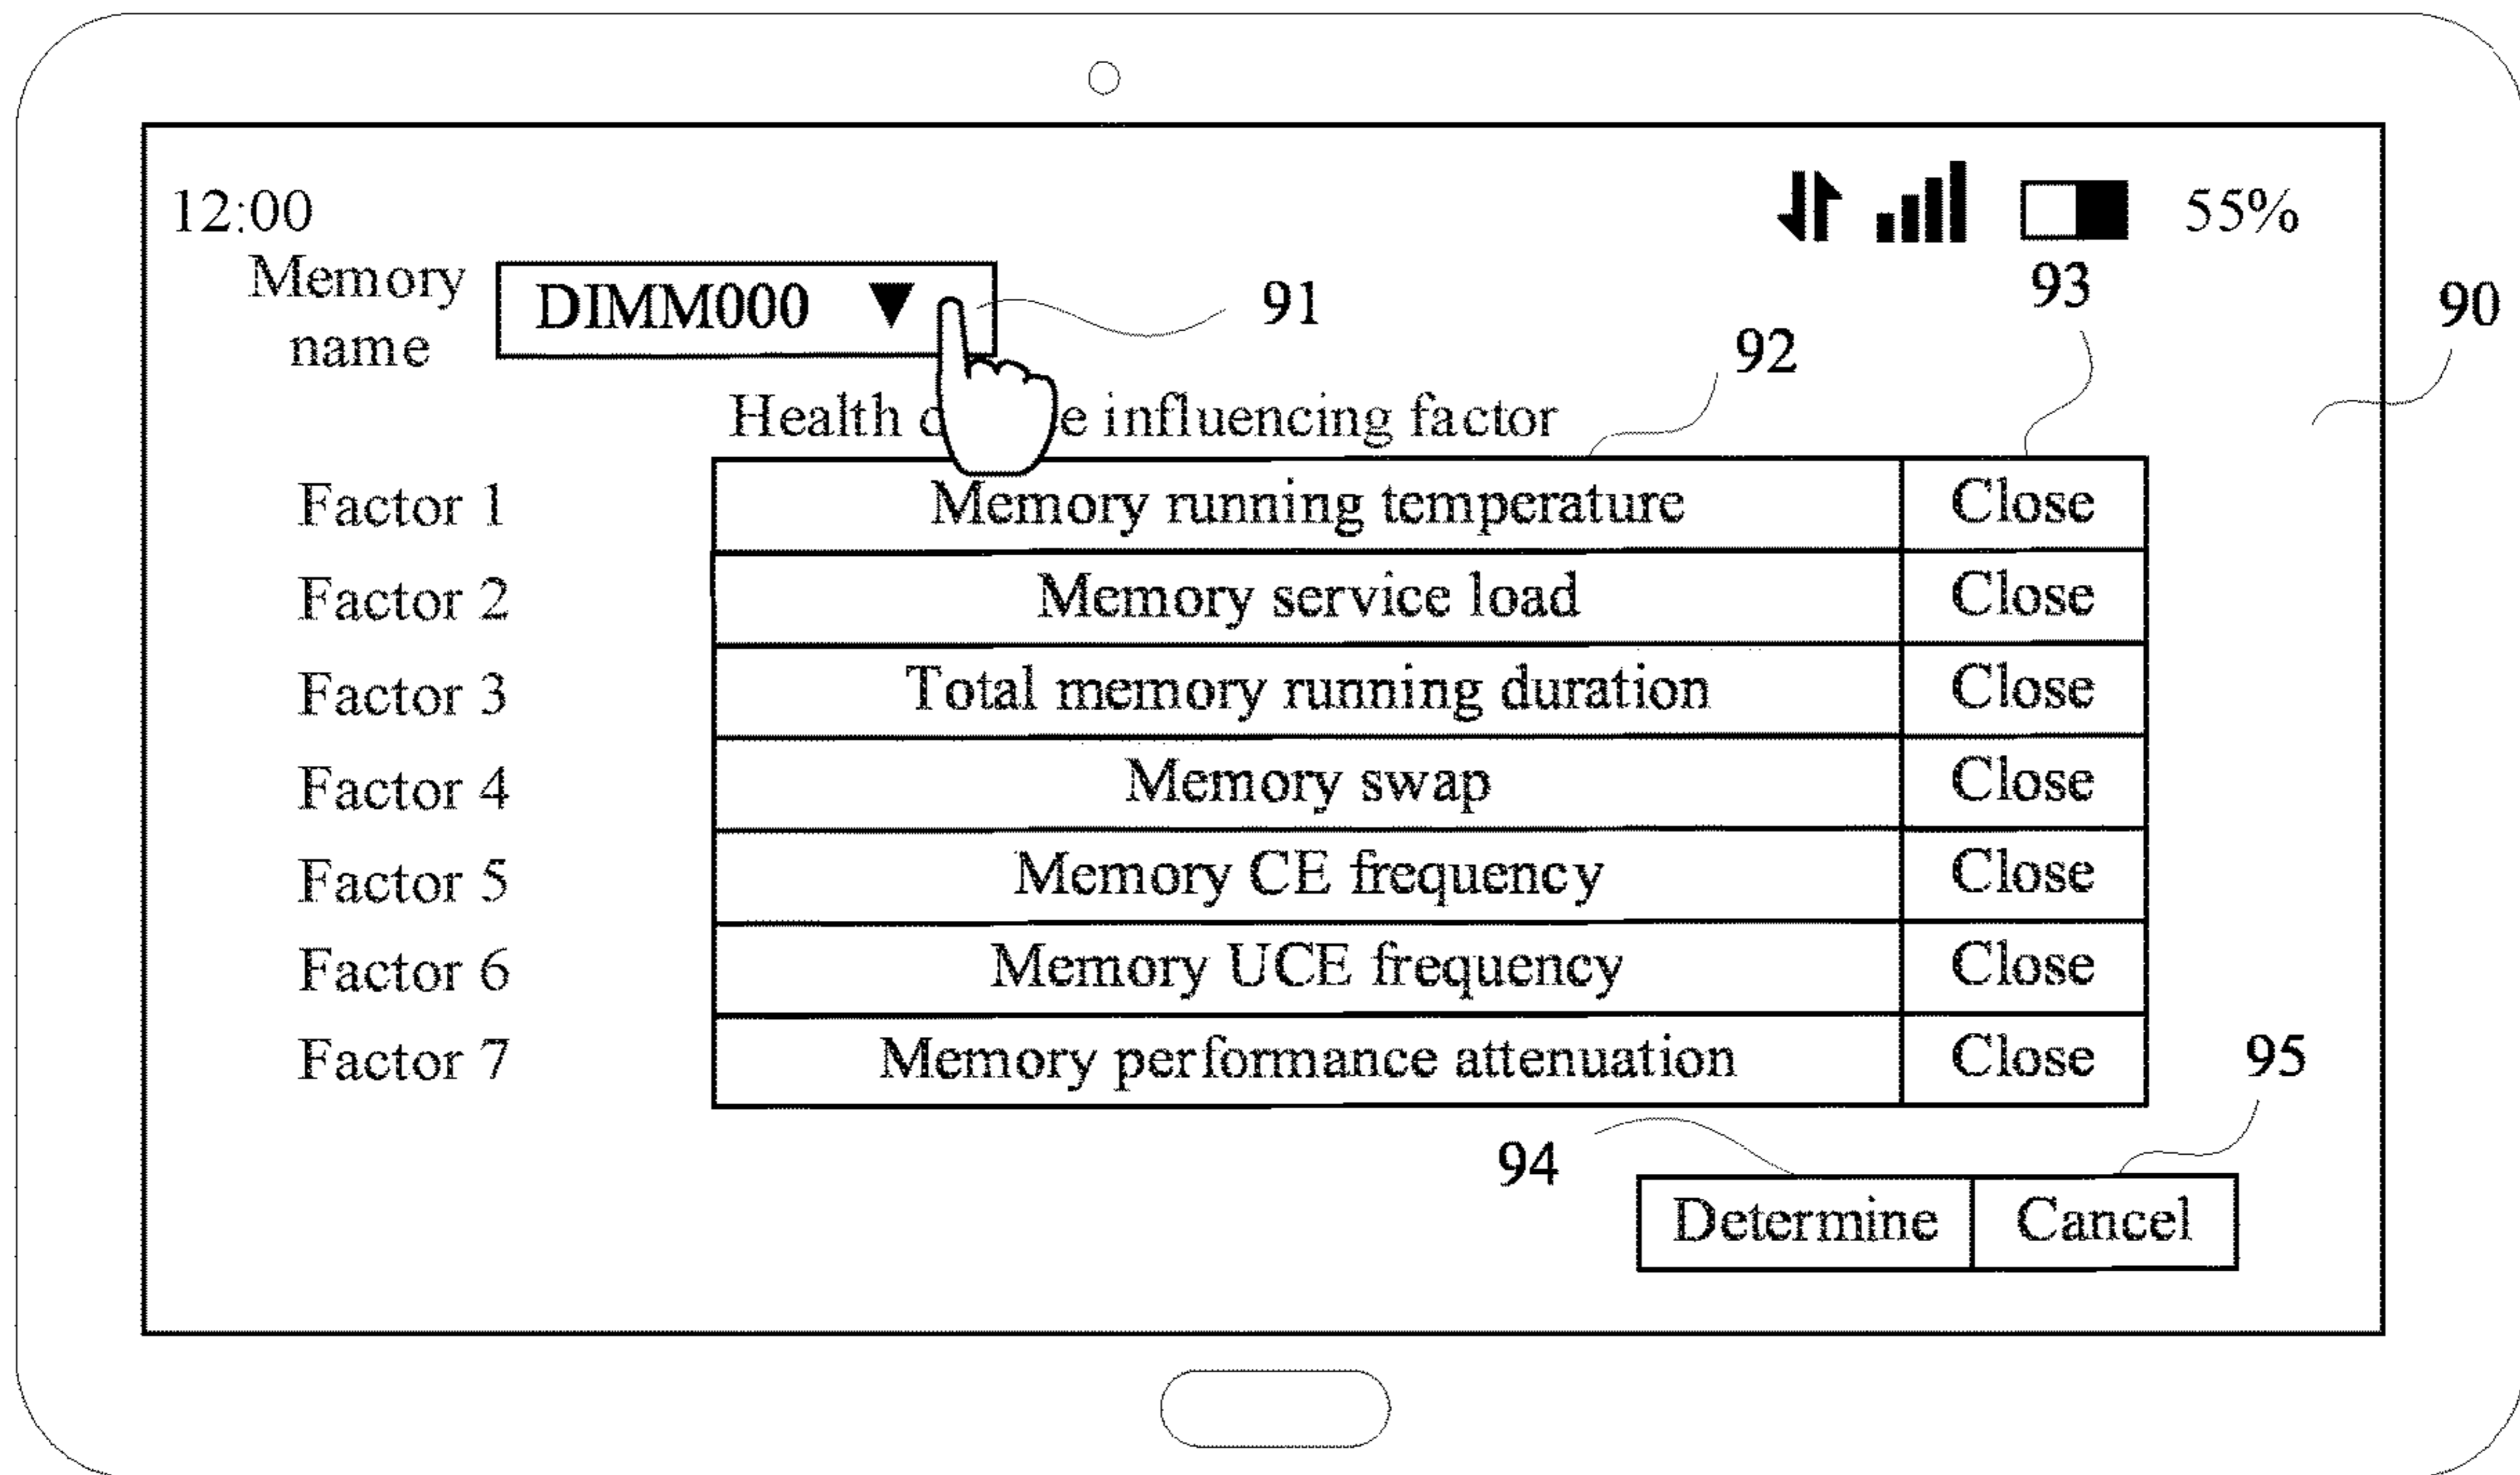 12:00 55%
Memory name DIMM000 91 93 90
92
Health influencing factor
Factor 1 Memory running temperature Close
Factor 2 Memory service load Close
Factor 3 Total memory running duration Close
Factor 4 Memory swap Close
Factor 5 Memory CE frequency Close
Factor 6 Memory UCE frequency Close
Factor 7 Memory performance attenuation Close
95
94
Determine Cancel